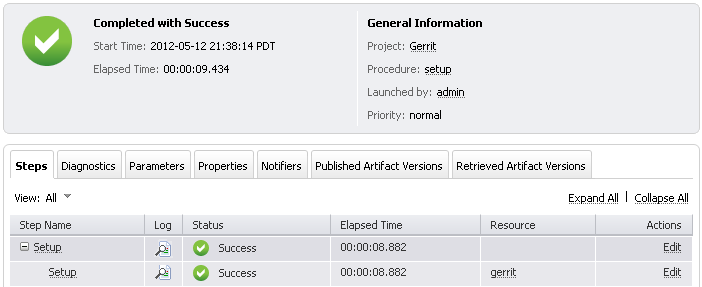 Completed with Success
Start Time: 2012-05-12 21:38:14 PDT
Elapsed Time: 00:00:09.434
General Information
Project: Gerrit
Procedure: setup
Launched by: admin
Priority: normal
Steps Diagnostics Parameters Properties Notifiers Published Artifact Versions Retrieved Artifact Versions
View: All Expand All | Collapse All
Step Name Log Status Elapsed Time Resource Actions
Setup Success 00:00:08.882 Edit
Setup Success 00:00:08.882 gerrit Edit